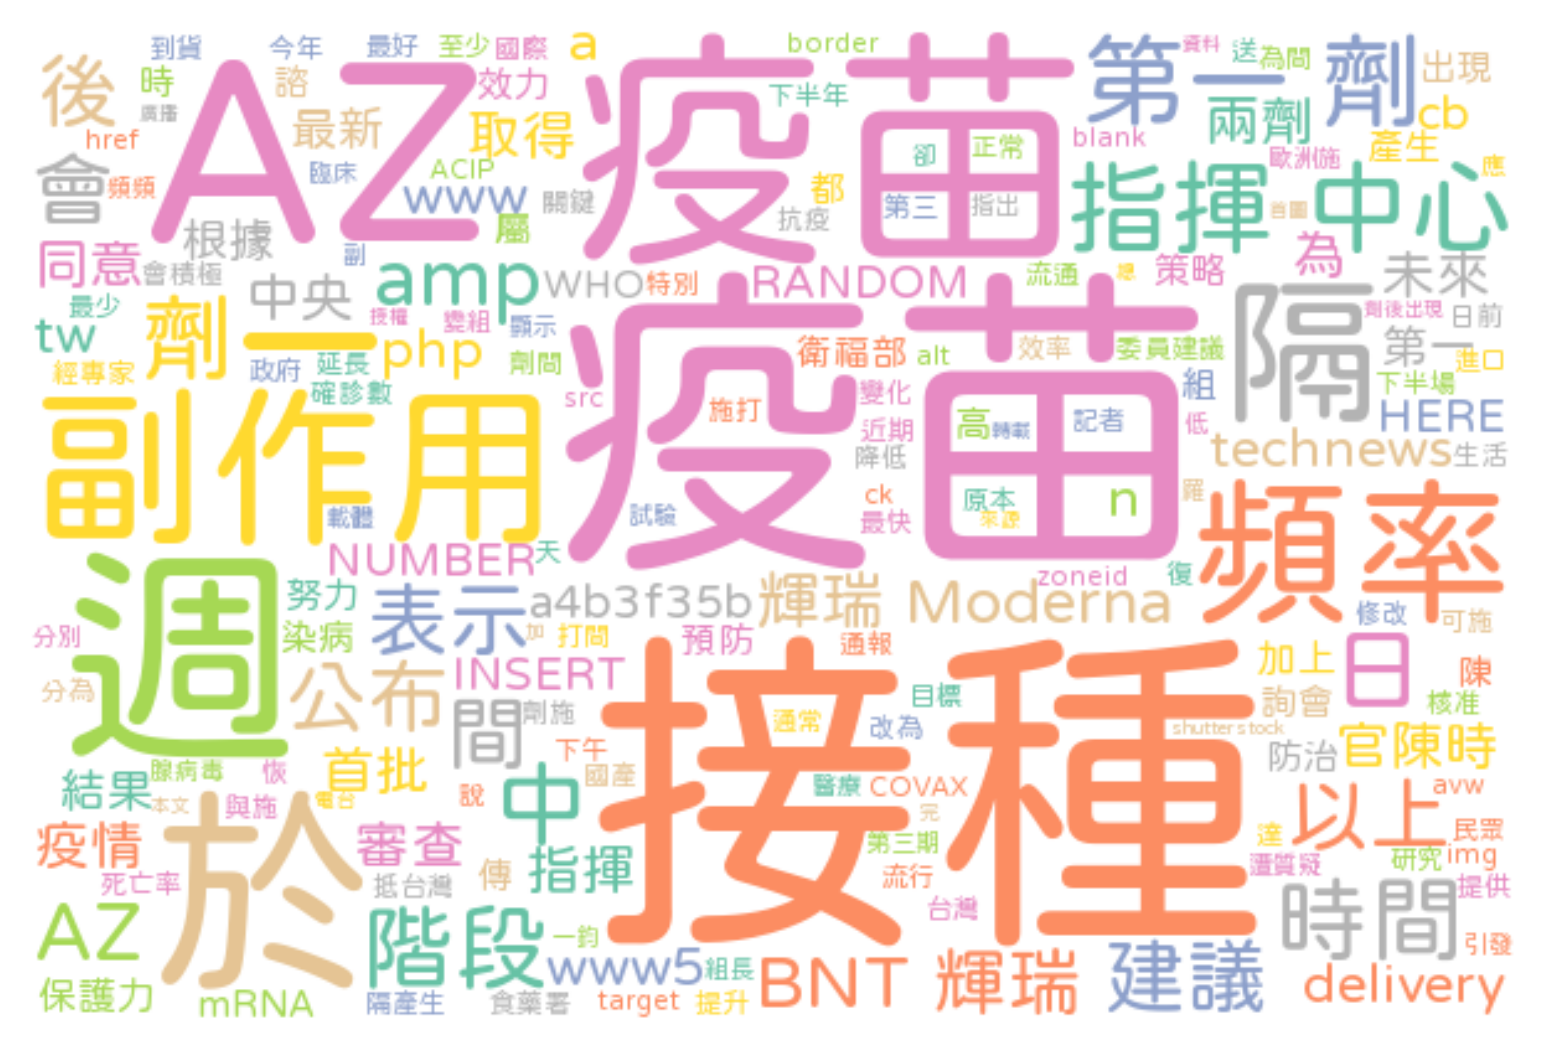 到貨 今年 最好 至少 國際 a border 資料 送 為問
後 時 諮 效力 下半年 第一劑 出現
AZ疫苗
廣播 最新 取得 兩劑 cb
href ACIP 卻 正常 blank 歐洲施 產生 應
會 頻頻 臨床 www 關鍵 都 第三 指出 指揮中心
根據 屬 抗疫 首圖
同意 會積極 副 amp WHO 特別 RANDOM 流通 總 策略 為 未來
最少 中央 授權 變組 顯示 劑後出現 日前
tw 劑一 php 衛福部 alt 效率 委員建議 隔 第一
經專家 政府 延長 劑間 疫苗 下半場 進口
確診數 src 施打 變化 組 HERE
副作用 近期 高 轉載 記者 低 technews 生活
降低
載體 試驗 ck 原本 n 羅 頻率
最快 來源
NUMBER 天 zoneid 復
週 努力 表示 a4b3f35b 輝瑞 Moderna 修改 可施
分別 染病 加 打問 預防 通報 加上 日 陳
分為 公布 INSERT 接種 目標 詢會 核准
間 劑施 通常 改為 shutterstock
腺病毒 恢 首批 下午 防治 官陳時
結果 本文 國產 醫療 COVAX avw
與施 電台 說 中 完 以上
疫情 於 審查 第三期 達 民眾
死亡率 抵台灣 傳 指揮 流行 遭質疑 研究 img
AZ 階段 一鈞 台灣 時間 提供
引發
保護力 mRNA 隔產生 www5 組長 BNT 輝瑞 建議 delivery
食藥署 target 提升